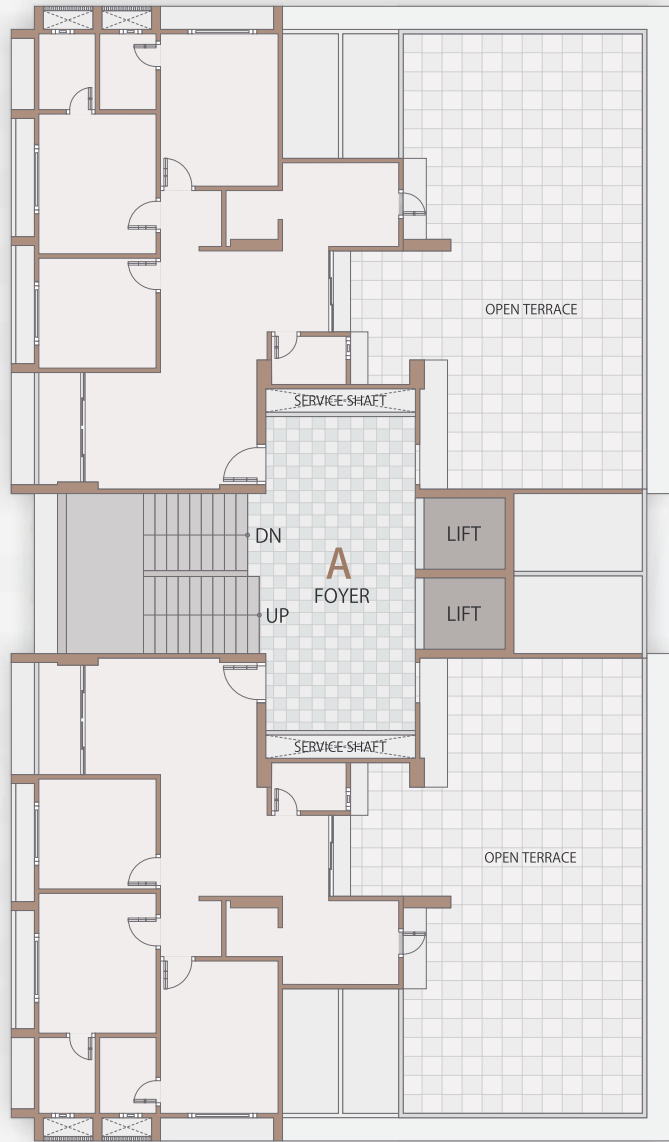 OPEN TERRACE
SERVICE SHAFT
DN
LIFT
A
FOYER
UP
LIFT
SERVICE SHAFT
OPEN TERRACE